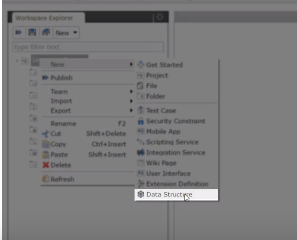 Workspace Explorer
New
type filter text
New
Publish
Team
Import
Export
Rename F2
Cut Shift+Delete
Copy Ctrl+Insert
Paste Shift+Insert
Delete
Refresh
Get Started
Project
File
Folder
Test Case
Security Constraint
Mobile App
Scripting Service
Integration Service
Wiki Page
User Interface
Extension Definition
Data Structure